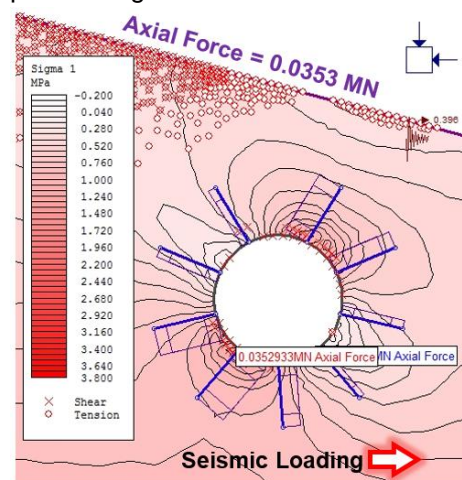 Axial Force = 0.0353 MN
Sigma 1
MPa
-0.200
0.040
0.280
0.520
0.760
1.000
1.240
1.480
1.720
1.960
2.200
2.440
2.680
2.920
3.160
3.400
3.640
3.800
Shear
Tension
0.396
0.0352933MN Axial Force
MN Axial Force
Seismic Loading